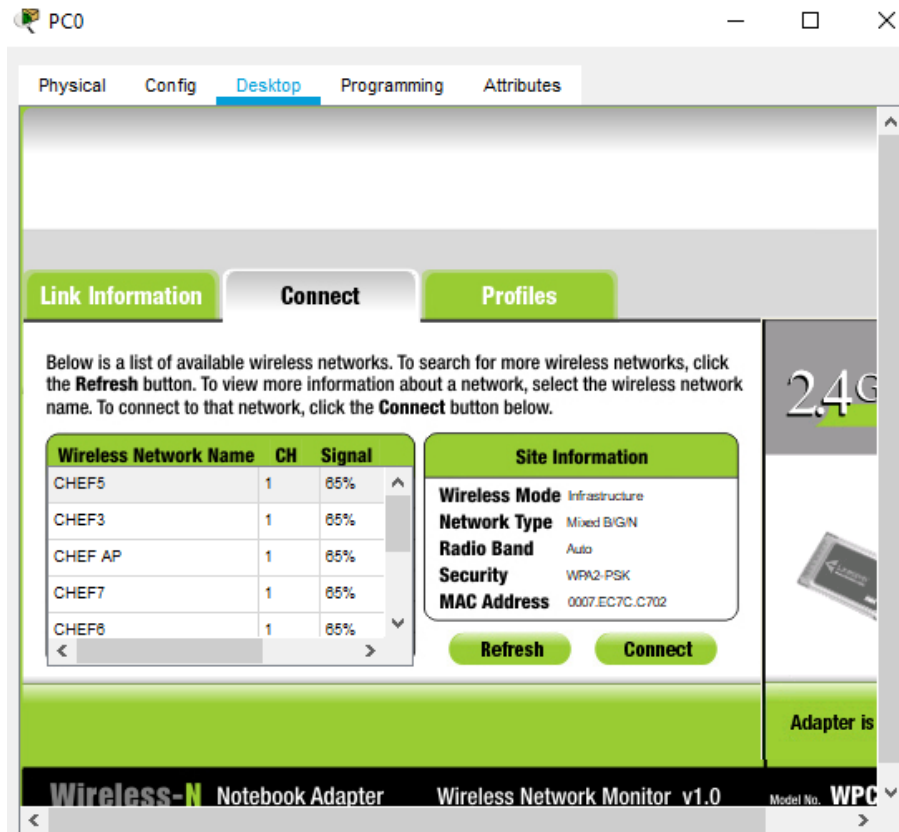 PC0
Physical Config Desktop Programming Attributes
Link Information Connect Profiles
Below is a list of available wireless networks. To search for more wireless networks, click
the Refresh button. To view more information about a network, select the wireless network
name. To connect to that network, click the Connect button below.
2.4G
Wireless Network Name CH Signal
CHEF5 1 65%
CHEF3 1 65%
CHEF AP 1 65%
CHEF7 1 65%
CHEF6 1 65%
Site Information
Wireless Mode Infrastructure
Network Type Mixed B/G/N
Radio Band Auto
Security WPA2-PSK
MAC Address 0007.EC7C.C702
Refresh Connect
LINKSYS
Adapter is
Wireless-N Notebook Adapter Wireless Network Monitor v1.0 Model No. WPC